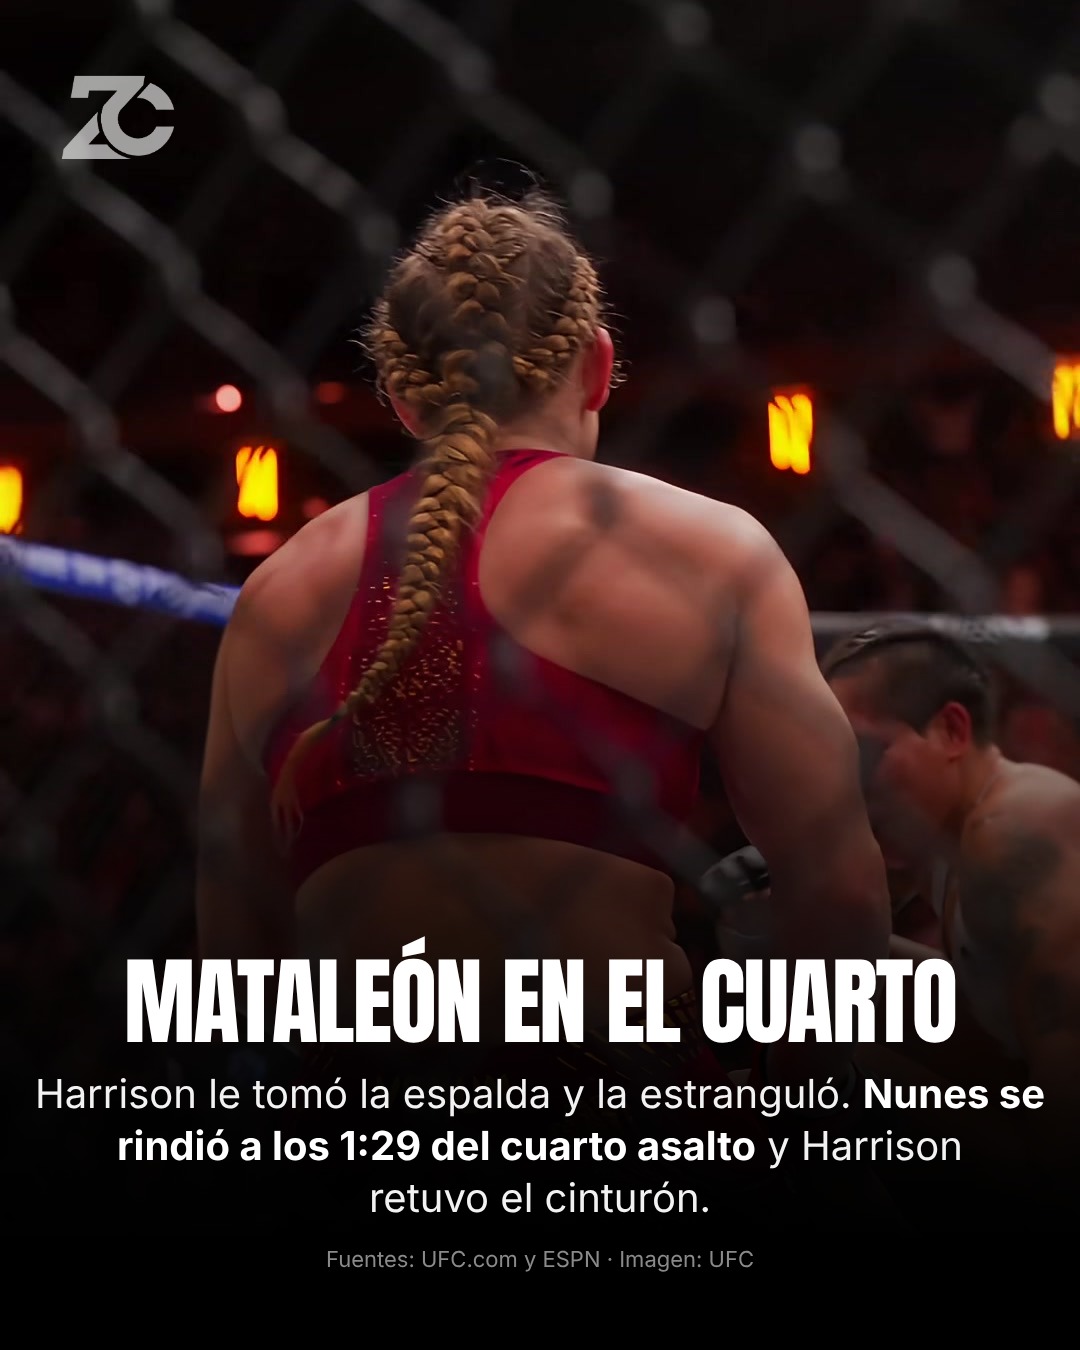 ZC
MATALEÓN EN EL CUARTO
Harrison le tomó la espalda y la estranguló. Nunes se
rindió a los 1:29 del cuarto asalto y Harrison
retuvo el cinturón.
Fuentes: UFC.com y ESPN · Imagen: UFC